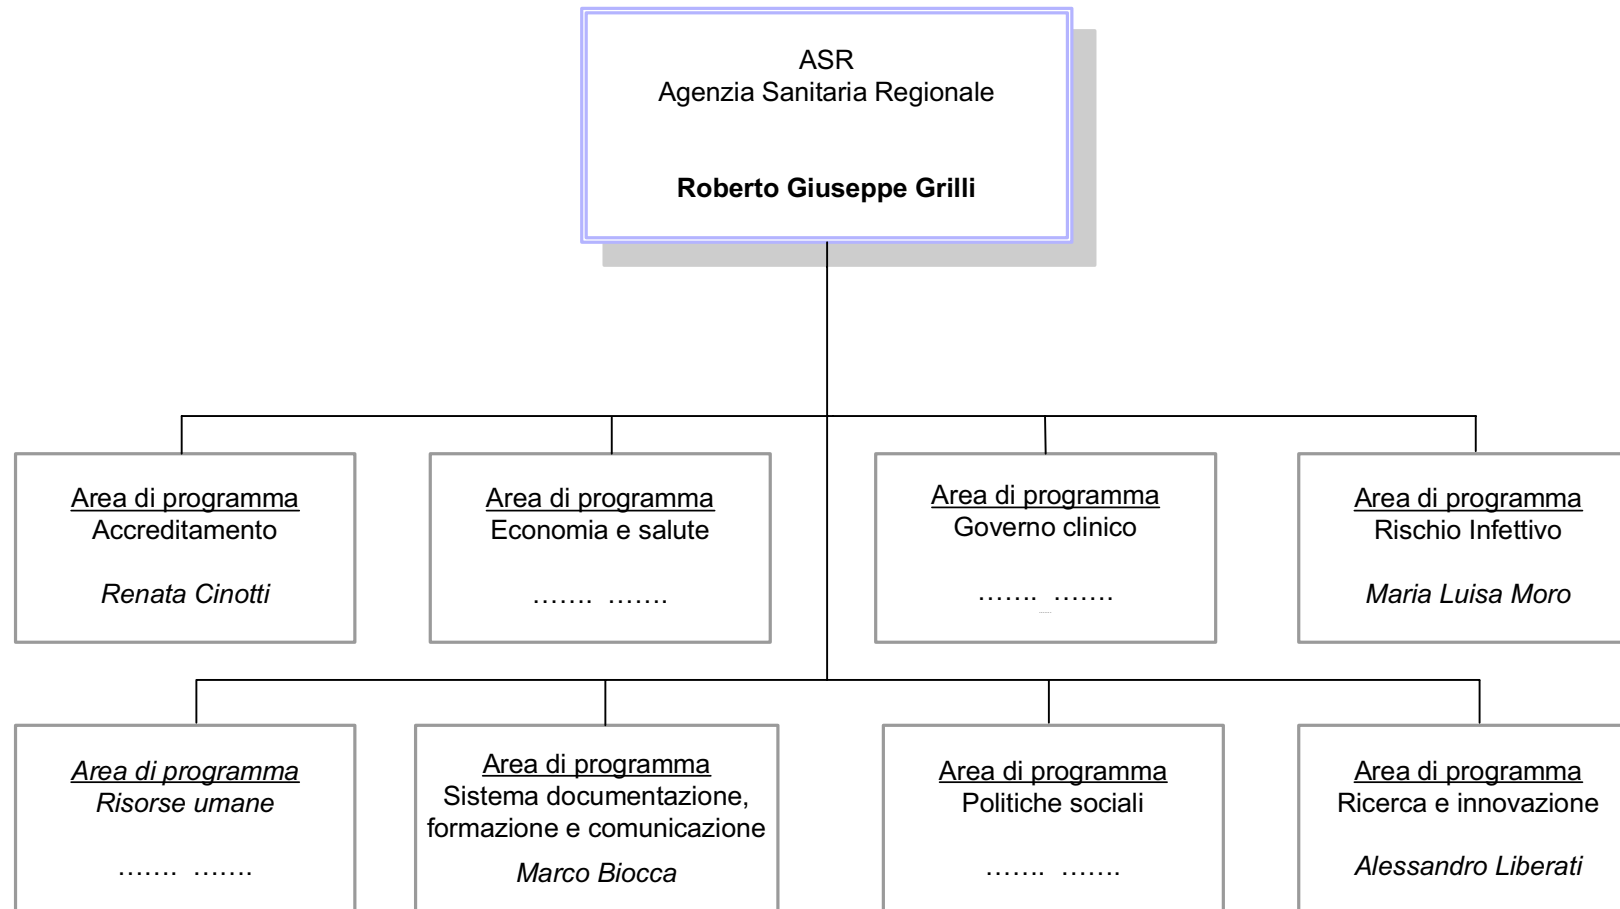 ASR
Agenzia Sanitaria Regionale
Roberto Giuseppe Grilli
Area di programma
Accreditamento
Renata Cinotti
Area di programma
Economia e salute
……. …….
Area di programma
Governo clinico
……. …….
Area di programma
Rischio Infettivo
Maria Luisa Moro
Area di programma
Risorse umane
……. …….
Area di programma
Sistema documentazione,
formazione e comunicazione
Marco Biocca
Area di programma
Politiche sociali
……. …….
Area di programma
Ricerca e innovazione
Alessandro Liberati